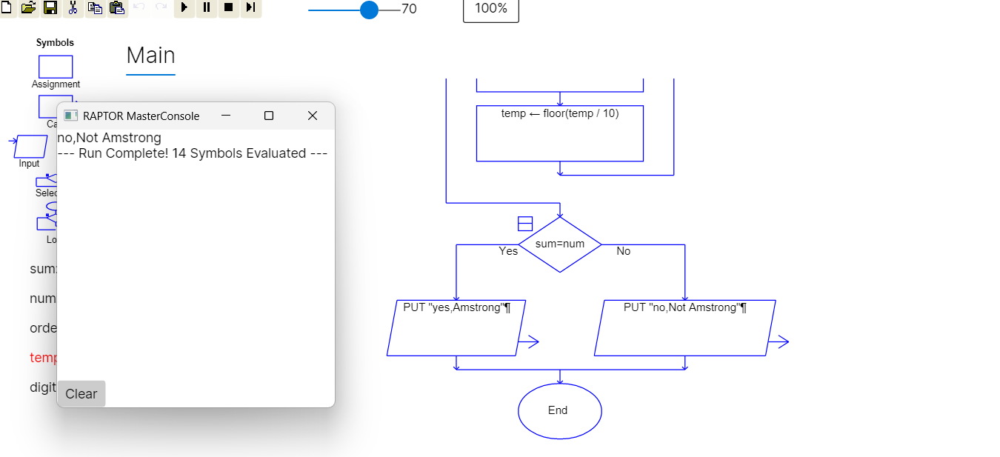 70
100%
Symbols
Main
Assignment
Ca
RAPTOR MasterConsole
no,Not Amstrong
--- Run Complete! 14 Symbols Evaluated ---
Input
Selec
Lo
sum:
num
orde
temp
digit
Clear
temp ← floor(temp / 10)
sum=num
Yes
No
PUT "yes,Amstrong"¶
PUT "no,Not Amstrong"¶
End